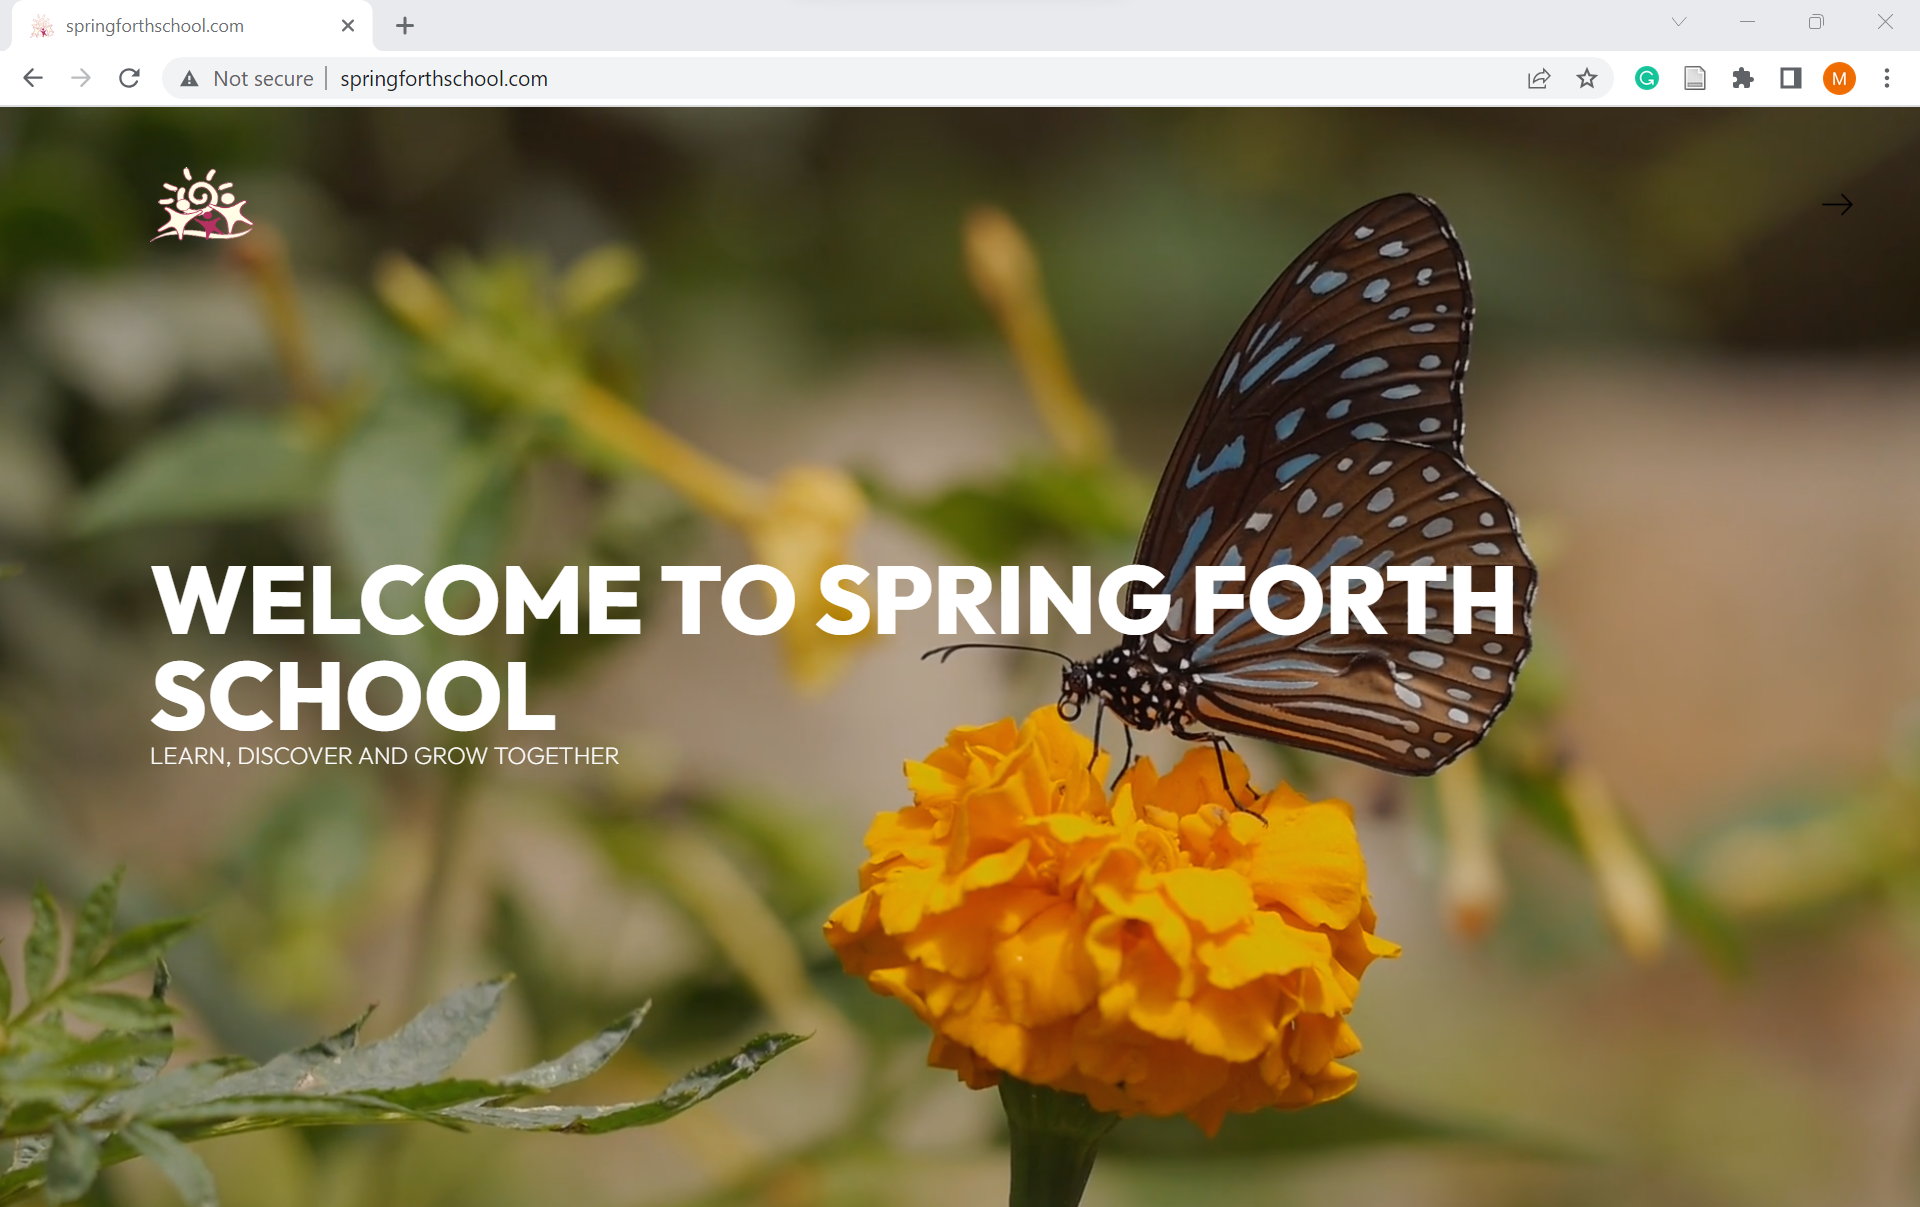 springforthschool.com
Not secure | springforthschool.com
M
WELCOME TO SPRING FORTH
SCHOOL
LEARN, DISCOVER AND GROW TOGETHER